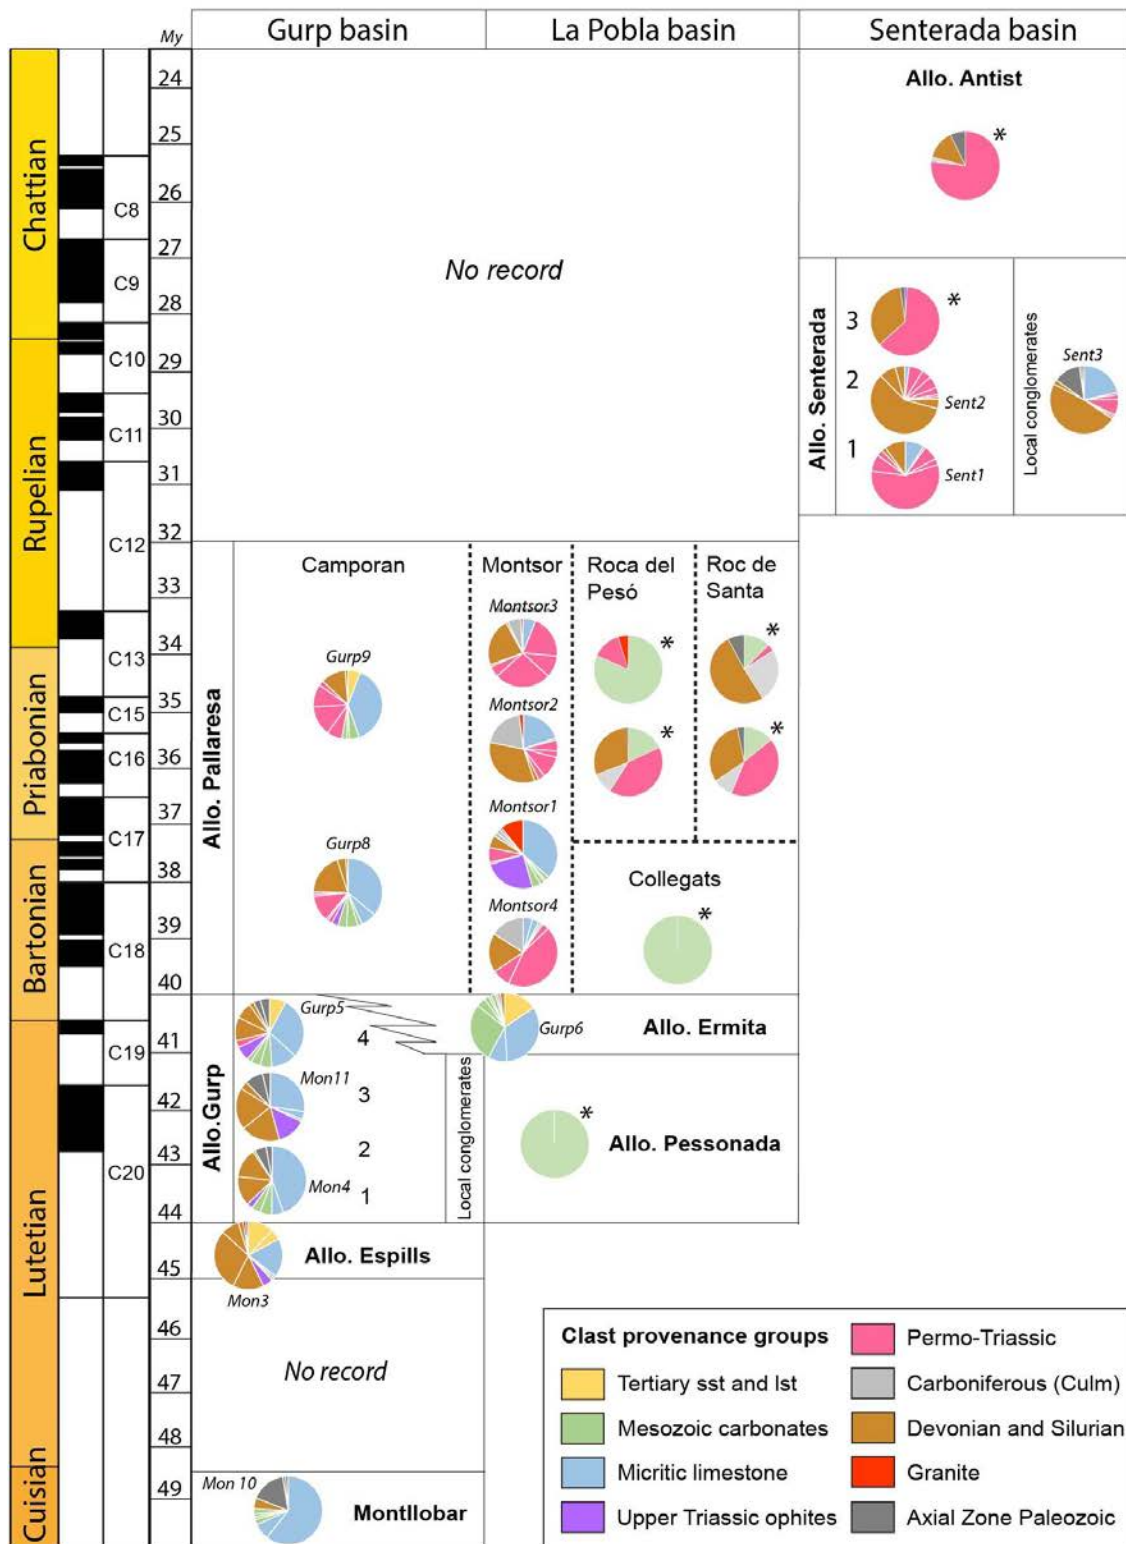 My
Gurp basin
La Pobla basin
Senterada basin
Chattian
Rupelian
Priabonian
Bartonian
Lutetian
Cuisian
C8
C9
C10
C11
C12
C13
C15
C16
C17
C18
C19
C20
24
25
26
27
28
29
30
31
32
33
34
35
36
37
38
39
40
41
42
43
44
45
46
47
48
49
Allo. Antist
*
No record
Allo. Senterada
3
*
2
Sent2
1
Sent1
Local conglomerates
Sent3
Allo. Pallaresa
Camporan
Gurp9
Gurp8
Montsor
Montsor3
Montsor2
Montsor1
Montsor4
Roca del
Pesó
*
*
Roc de
Santa
*
*
Collegats
*
Allo.Gurp
Gurp5
4
Mon11
3
2
Mon4
1
Local conglomerates
Gurp6
Allo. Ermita
*
Allo. Pessonada
Allo. Espills
Mon3
No record
Mon 10
Montllobar
Clast provenance groups
Tertiary sst and lst
Mesozoic carbonates
Micritic limestone
Upper Triassic ophites
Permo-Triassic
Carboniferous (Culm)
Devonian and Silurian
Granite
Axial Zone Paleozoic